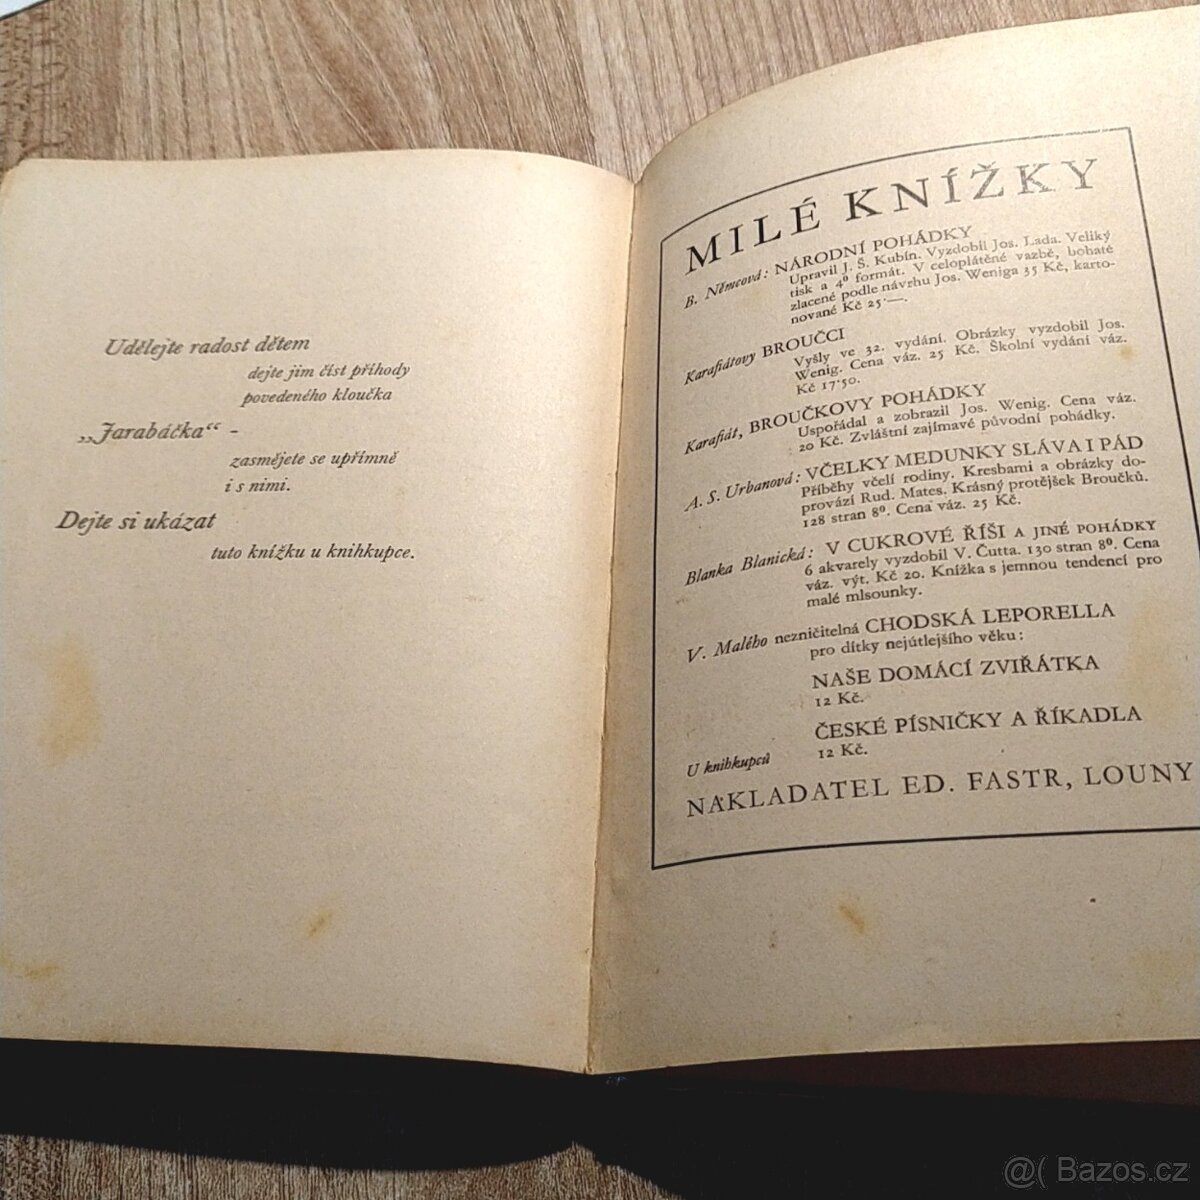 Udělejte radost dětem
dejte jim číst příhody
povedeného kloučka
„Jarabáčka“ -
zasmějete se upřímně
i s nimi.
Dejte si ukázat
tuto knížku u knihkupce.
MILÉ KNÍŽKY
B. Němcová: NÁRODNÍ POHÁDKY
Upravil J. Š. Kubín. Vyzdobil Jos. Lada. Veliký
tisk a 4⁰ formát. V celoplátěné vazbě, bohatě
zlacené podle návrhu Jos. Weniga 35 Kč, karto-
nované Kč 25·—.
Karafiátovy BROUČCI
Vyšly ve 32. vydání. Obrázky vyzdobil Jos.
Wenig. Cena váz. 25 Kč. Školní vydání váz.
Kč 17·50.
Karafiát, BROUČKOVY POHÁDKY
Uspořádal a zobrazil Jos. Wenig. Cena váz.
20 Kč. Zvláštní zajímavé původní pohádky.
A. S. Urbanová: VČELKY MEDUNKY SLÁVA I PÁD
Příběhy včelí rodiny. Kresbami a obrázky do-
provází Rud. Mates. Krásný protějšek Broučků.
128 stran 8⁰. Cena váz. 25 Kč.
Blanka Blanická: V CUKROVÉ ŘÍŠI A JINÉ POHÁDKY
6 akvarely vyzdobil V. Čutta. 130 stran 8⁰. Cena
váz. výt. Kč 20. Knížka s jemnou tendencí pro
malé mlsounky.
V. Malého nezničitelná CHODSKÁ LEPORELLA
pro dítky nejútlejšího věku:
NAŠE DOMÁCÍ ZVIŘÁTKA
12 Kč.
ČESKÉ PÍSNIČKY A ŘÍKADLA
12 Kč.
U knihkupců
NAKLADATEL ED. FASTR, LOUNY
@( Bazos.cz